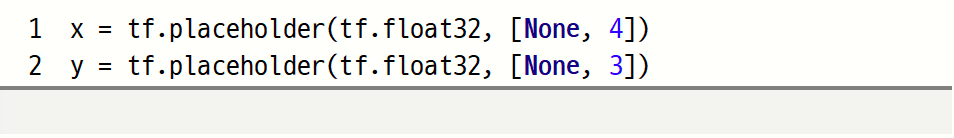 1 x = tf.placeholder(tf.float32, [None, 4])
2 y = tf.placeholder(tf.float32, [None, 3])